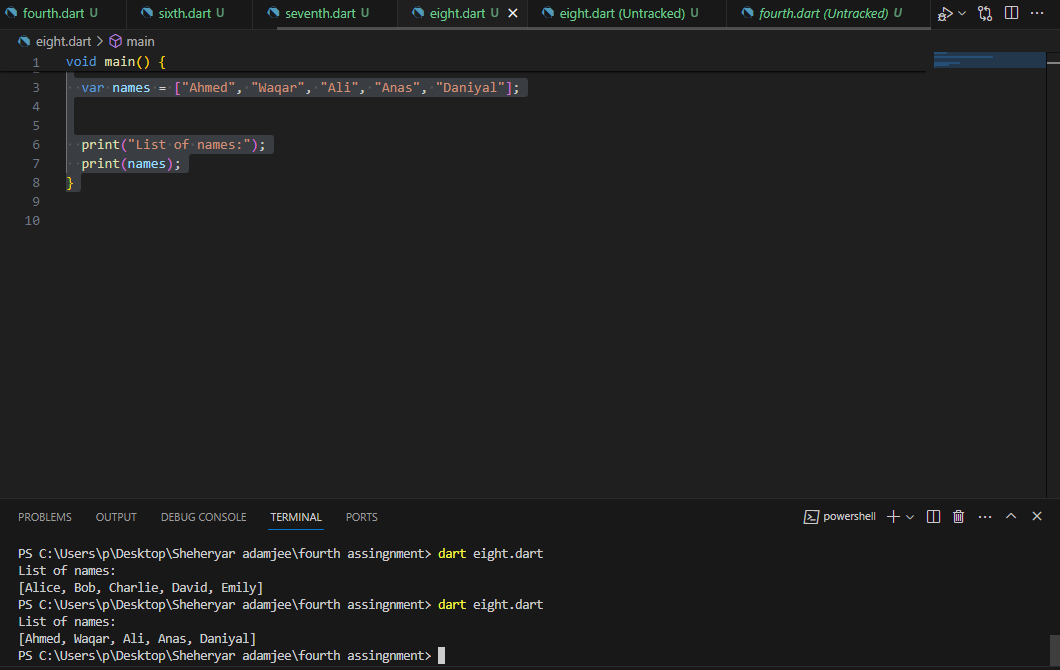 fourth.dart U sixth.dart U seventh.dart U eight.dart U eight.dart (Untracked) U fourth.dart (Untracked) U
eight.dart > main
1 void main() {
3 var names = ["Ahmed", "Waqar", "Ali", "Anas", "Daniyal"];
4
5
6 print("List of names:");
7 print(names);
8 }
9
10
PROBLEMS OUTPUT DEBUG CONSOLE TERMINAL PORTS powershell
PS C:\Users\p\Desktop\Sheheryar adamjee\fourth assingnment> dart eight.dart
List of names:
[Alice, Bob, Charlie, David, Emily]
PS C:\Users\p\Desktop\Sheheryar adamjee\fourth assingnment> dart eight.dart
List of names:
[Ahmed, Waqar, Ali, Anas, Daniyal]
PS C:\Users\p\Desktop\Sheheryar adamjee\fourth assingnment>